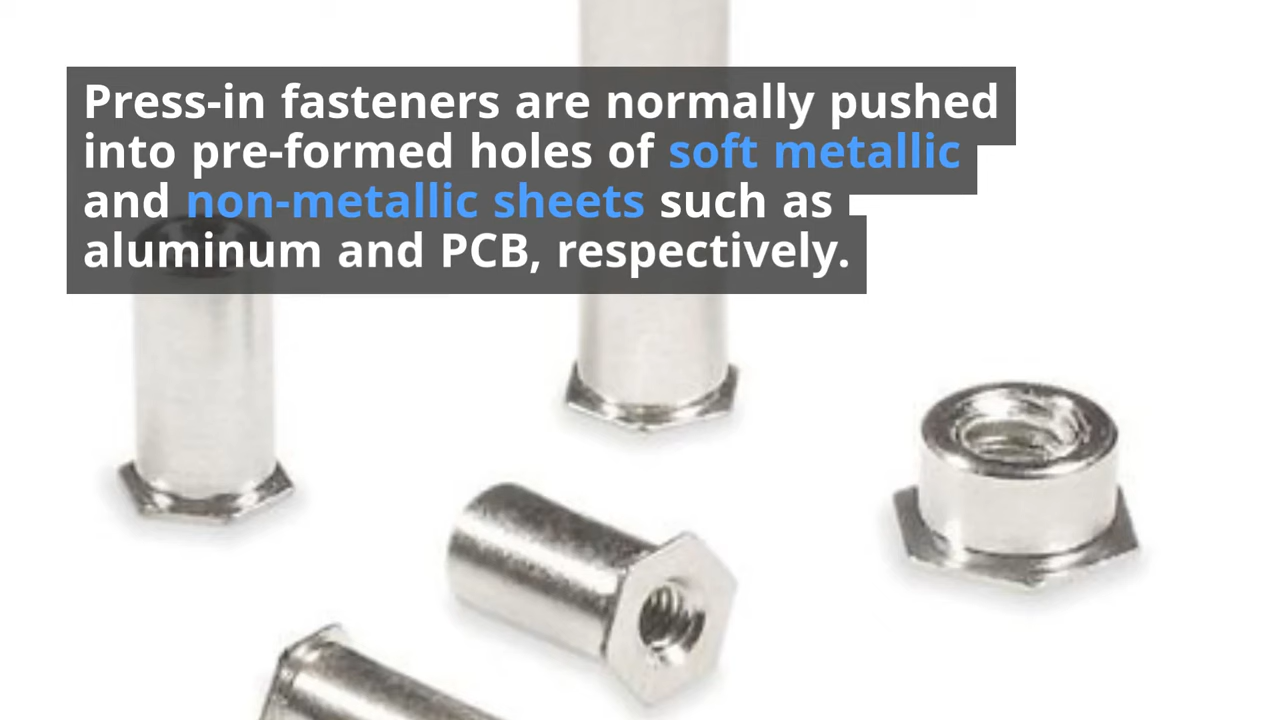 Press-in fasteners are normally pushed
into pre-formed holes of soft metallic
and non-metallic sheets such as
aluminum and PCB, respectively.